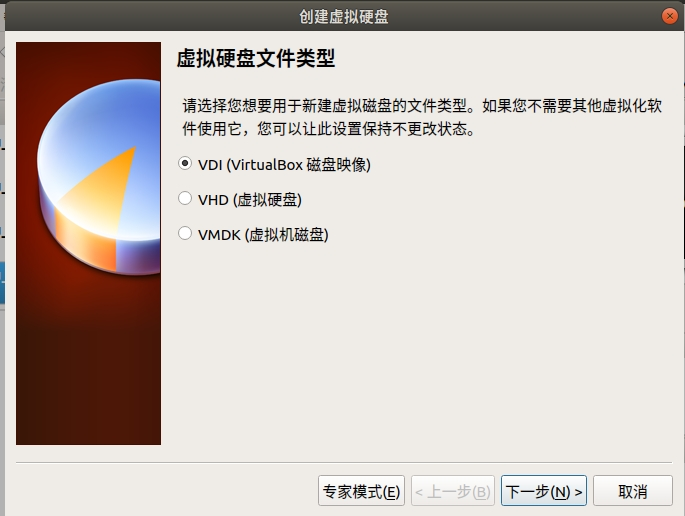 创建虚拟硬盘
虚拟硬盘文件类型
请选择您想要用于新建虚拟磁盘的文件类型。如果您不需要其他虚拟化软
件使用它，您可以让此设置保持不更改状态。
VDI (VirtualBox 磁盘映像)
VHD (虚拟硬盘)
VMDK (虚拟机磁盘)
专家模式(E) < 上一步(B) 下一步(N) > 取消